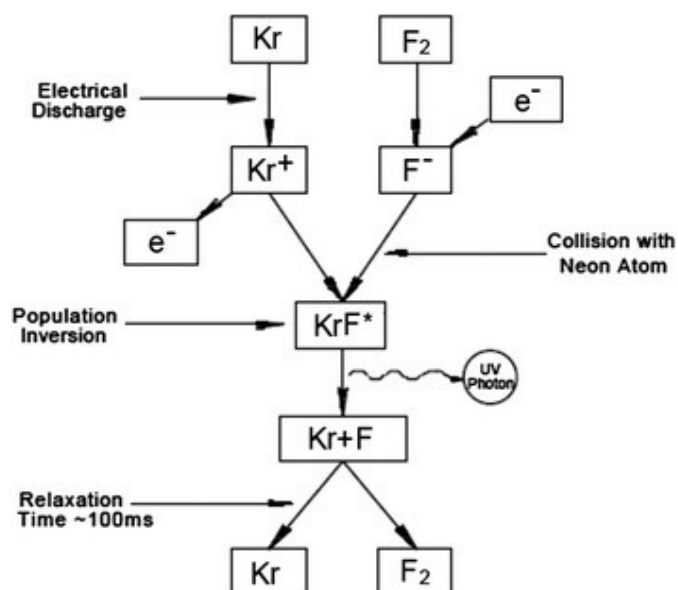 Kr
F₂
Electrical
Discharge
e⁻
Kr⁺
F⁻
e⁻
Collision with
Neon Atom
Population
Inversion
KrF*
UV
Photon
Kr+F
Relaxation
Time ~100ms
Kr
F₂